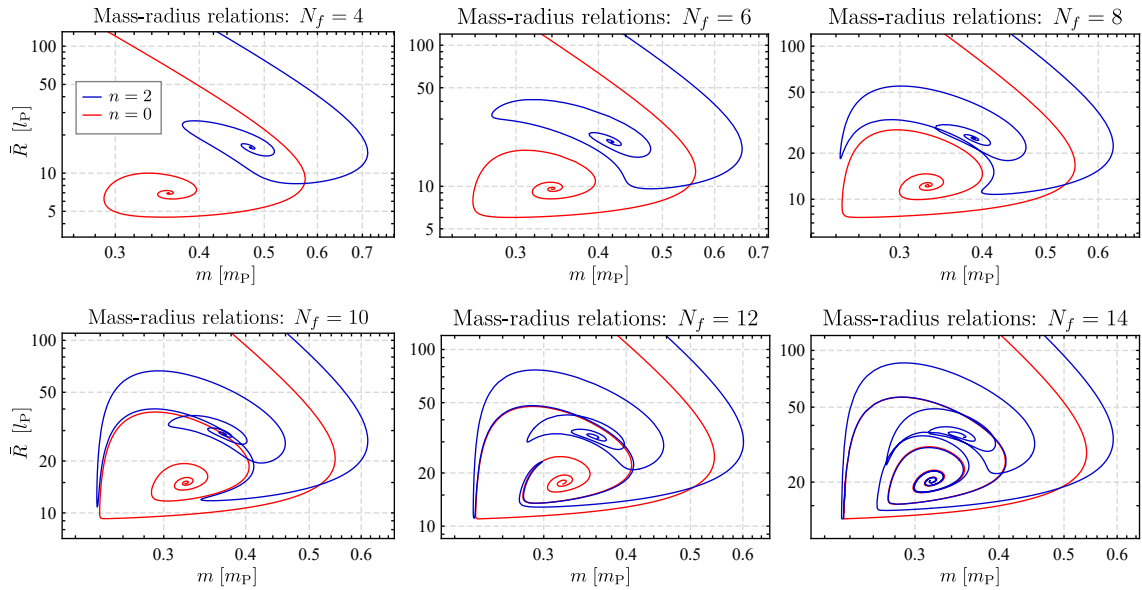 Mass-radius relations: N_f = 4
Mass-radius relations: N_f = 6
Mass-radius relations: N_f = 8
100
50
10
5
R̄ [l_P]
n = 2
n = 0
0.3 0.4 0.5 0.6 0.7
m [m_P]
100
50
10
5
0.3 0.4 0.5 0.6 0.7
m [m_P]
100
50
20
10
0.3 0.4 0.5 0.6
m [m_P]
Mass-radius relations: N_f = 10
Mass-radius relations: N_f = 12
Mass-radius relations: N_f = 14
100
50
20
10
R̄ [l_P]
0.3 0.4 0.5 0.6
m [m_P]
100
50
20
10
0.3 0.4 0.5 0.6
m [m_P]
100
50
20
0.3 0.4 0.5 0.6
m [m_P]